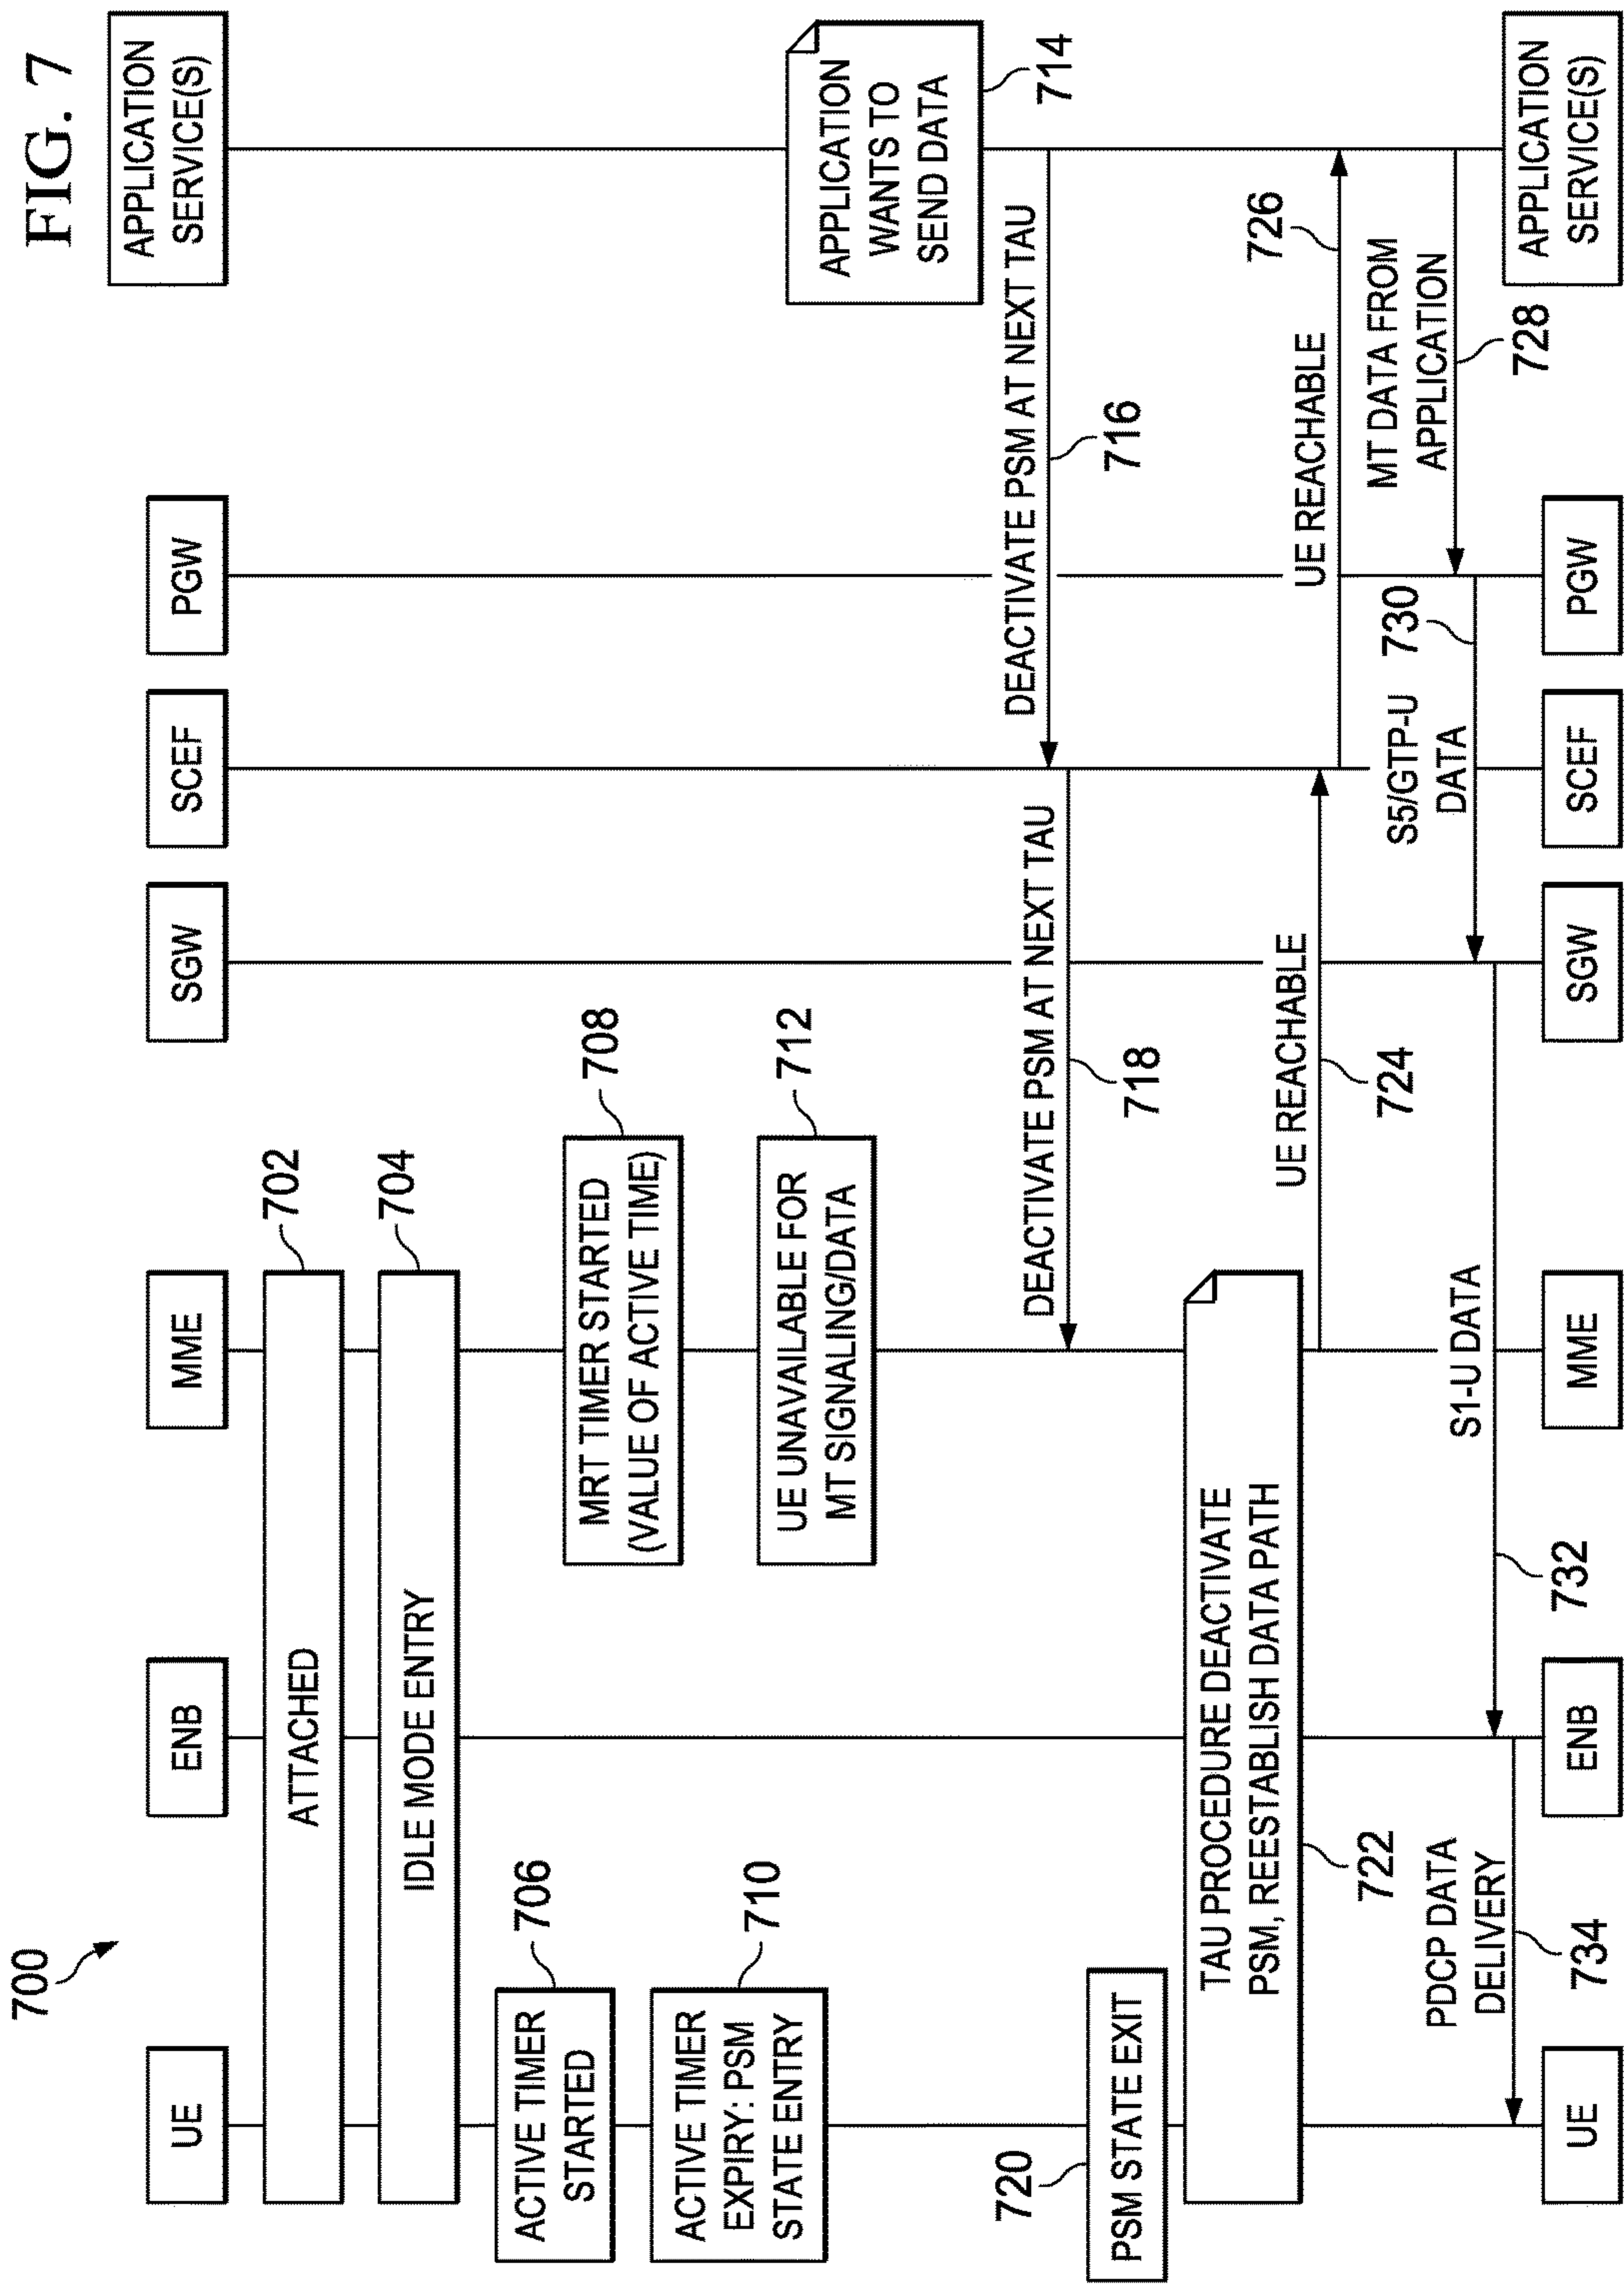 FIG. 7
700
UE
ENB
MME
SGW
SCEF
PGW
APPLICATION
SERVICE(S)
ATTACHED
702
IDLE MODE ENTRY
704
ACTIVE TIMER
STARTED
706
MRT TIMER STARTED
(VALUE OF ACTIVE TIME)
708
ACTIVE TIMER
EXPIRY: PSM
STATE ENTRY
710
UE UNAVAILABLE FOR
MT SIGNALING/DATA
712
APPLICATION
WANTS TO
SEND DATA
714
DEACTIVATE PSM AT NEXT TAU
716
DEACTIVATE PSM AT NEXT TAU
718
720
PSM STATE EXIT
TAU PROCEDURE DEACTIVATE
PSM, REESTABLISH DATA PATH
722
UE REACHABLE
724
UE REACHABLE
726
MT DATA FROM
APPLICATION
728
S5/GTP-U
DATA
730
S1-U DATA
732
PDCP DATA
DELIVERY
734
UE
ENB
MME
SGW
SCEF
PGW
APPLICATION
SERVICE(S)